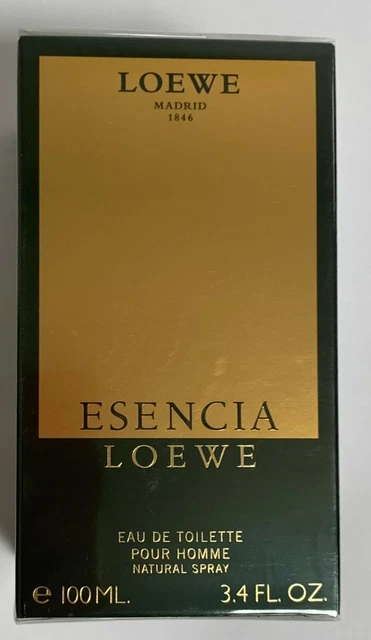 LOEWE
MADRID
1846
ESENCIA
LOEWE
EAU DE TOILETTE
POUR HOMME
NATURAL SPRAY
℮ 100 ML. 3.4 FL. OZ.